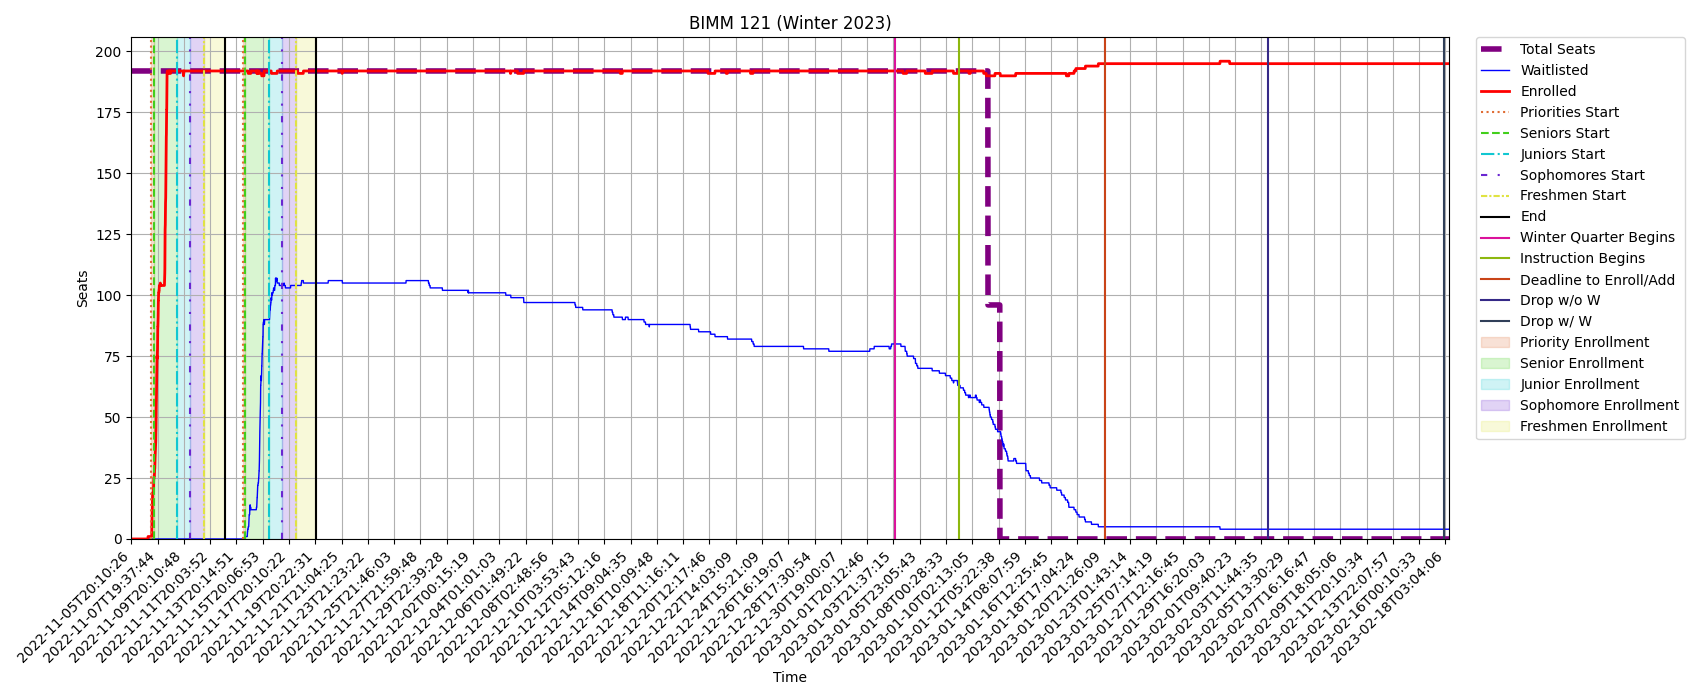 BIMM 121 (Winter 2023)
Seats
200
175
150
125
100
75
50
25
0
2022-11-05T20:10:26
2022-11-07T19:37:44
2022-11-09T20:10:48
2022-11-11T20:03:52
2022-11-13T20:14:51
2022-11-15T20:06:53
2022-11-17T20:10:22
2022-11-19T20:22:31
2022-11-21T21:04:25
2022-11-23T21:23:22
2022-11-25T21:46:03
2022-11-27T21:59:48
2022-11-29T22:39:28
2022-12-02T00:15:19
2022-12-04T01:01:03
2022-12-06T01:49:22
2022-12-08T02:48:56
2022-12-10T03:53:43
2022-12-12T05:12:16
2022-12-14T09:04:35
2022-12-16T10:09:48
2022-12-18T11:16:11
2022-12-20T12:17:46
2022-12-22T14:03:09
2022-12-24T15:21:09
2022-12-26T16:19:07
2022-12-28T17:30:54
2022-12-30T19:00:07
2023-01-01T20:12:46
2023-01-03T21:37:15
2023-01-05T23:05:43
2023-01-08T00:28:33
2023-01-10T02:13:05
2023-01-12T05:22:38
2023-01-14T08:07:59
2023-01-16T12:25:45
2023-01-18T17:04:24
2023-01-20T21:26:09
2023-01-23T01:43:14
2023-01-25T07:14:19
2023-01-27T12:16:45
2023-01-29T16:20:03
2023-02-01T09:40:23
2023-02-03T11:44:35
2023-02-05T13:30:29
2023-02-07T16:16:47
2023-02-09T18:05:06
2023-02-11T20:10:34
2023-02-13T22:07:57
2023-02-16T00:10:33
2023-02-18T03:04:06
Time
Total Seats
Waitlisted
Enrolled
Priorities Start
Seniors Start
Juniors Start
Sophomores Start
Freshmen Start
End
Winter Quarter Begins
Instruction Begins
Deadline to Enroll/Add
Drop w/o W
Drop w/ W
Priority Enrollment
Senior Enrollment
Junior Enrollment
Sophomore Enrollment
Freshmen Enrollment